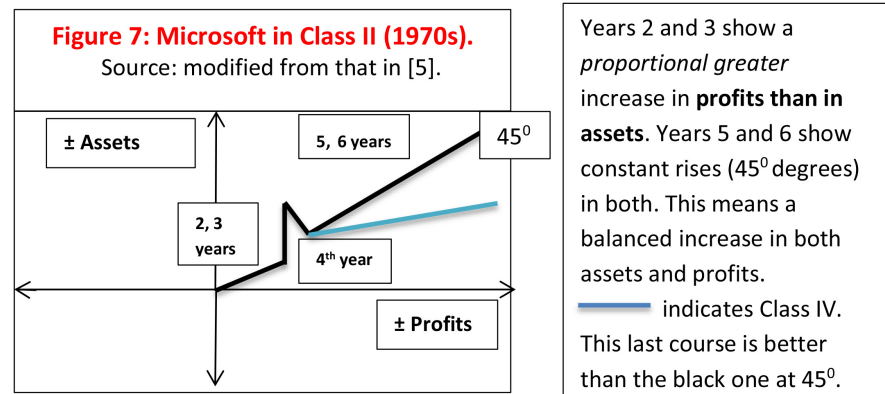 Figure 7: Microsoft in Class II (1970s).
Source: modified from that in [5].
± Assets
5, 6 years
45⁰
2, 3
years
4th year
± Profits
Years 2 and 3 show a
proportional greater
increase in profits than in
assets. Years 5 and 6 show
constant rises (45⁰ degrees)
in both. This means a
balanced increase in both
assets and profits.
indicates Class IV.
This last course is better
than the black one at 45⁰.